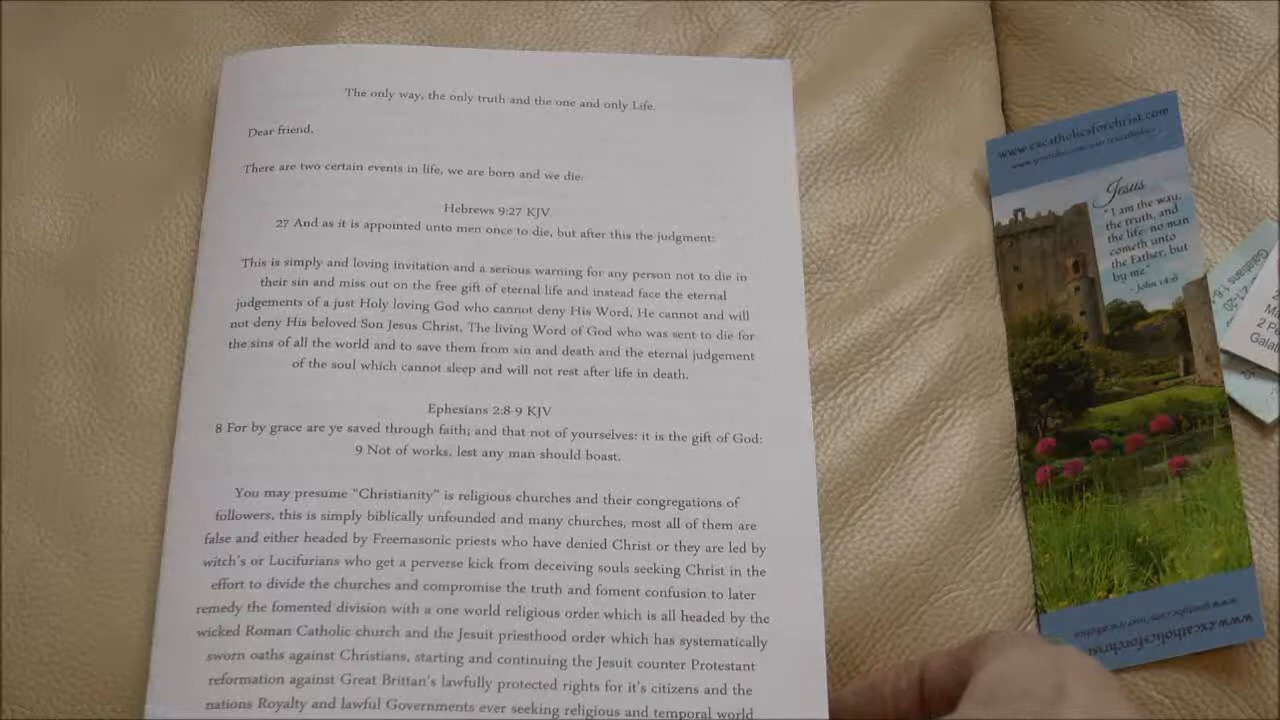 The only way, the only truth and the one and only Life.
Dear friend,
There are two certain events in life, we are born and we die:
Hebrews 9:27 KJV
27 And as it is appointed unto men once to die, but after this the judgment:
This is simply and loving invitation and a serious warning for any person not to die in
their sin and miss out on the free gift of eternal life and instead face the eternal
judgements of a just Holy loving God who cannot deny His Word, He cannot and will
not deny His beloved Son Jesus Christ, The living Word of God who was sent to die for
the sins of all the world and to save them from sin and death and the eternal judgement
of the soul which cannot sleep and will not rest after life in death.
Ephesians 2:8-9 KJV
8 For by grace are ye saved through faith; and that not of yourselves: it is the gift of God:
9 Not of works, lest any man should boast.
You may presume "Christianity" is religious churches and their congregations of
followers, this is simply biblically unfounded and many churches, most all of them are
false and either headed by Freemasonic priests who have denied Christ or they are led by
witch's or Lucifurians who get a perverse kick from deceiving souls seeking Christ in the
effort to divide the churches and compromise the truth and foment confusion to later
remedy the fomented division with a one world religious order which is all headed by the
wicked Roman Catholic church and the Jesuit priesthood order which has systematically
sworn oaths against Christians, starting and continuing the Jesuit counter Protestant
reformation against Great Brittan's lawfully protected rights for it's citizens and the
nations Royalty and lawful Governments ever seeking religious and temporal world
www.excatholicsforchrist.com
Jesus
"I am the way,
the truth, and
the life: no man
cometh unto
the Father, but
by me"
- John 14:6
www.excatholicsforchrist
Galatians 1:8
Galat